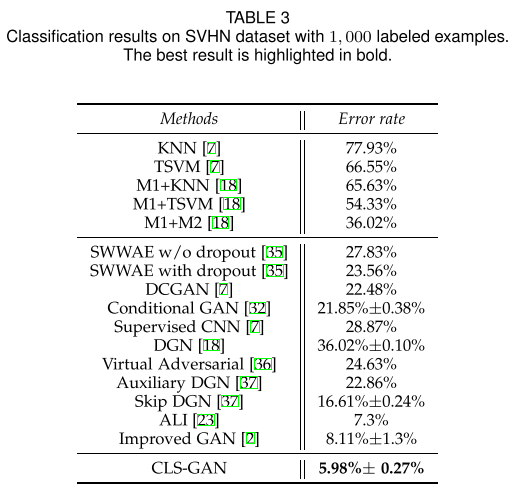 TABLE 3
Classification results on SVHN dataset with 1,000 labeled examples.
The best result is highlighted in bold.
Methods Error rate
KNN [7] 77.93%
TSVM [7] 66.55%
M1+KNN [18] 65.63%
M1+TSVM [18] 54.33%
M1+M2 [18] 36.02%
SWWAE w/o dropout [35] 27.83%
SWWAE with dropout [35] 23.56%
DCGAN [7] 22.48%
Conditional GAN [32] 21.85%±0.38%
Supervised CNN [7] 28.87%
DGN [18] 36.02%±0.10%
Virtual Adversarial [36] 24.63%
Auxiliary DGN [37] 22.86%
Skip DGN [37] 16.61%±0.24%
ALI [23] 7.3%
Improved GAN [2] 8.11%±1.3%
CLS-GAN 5.98%± 0.27%